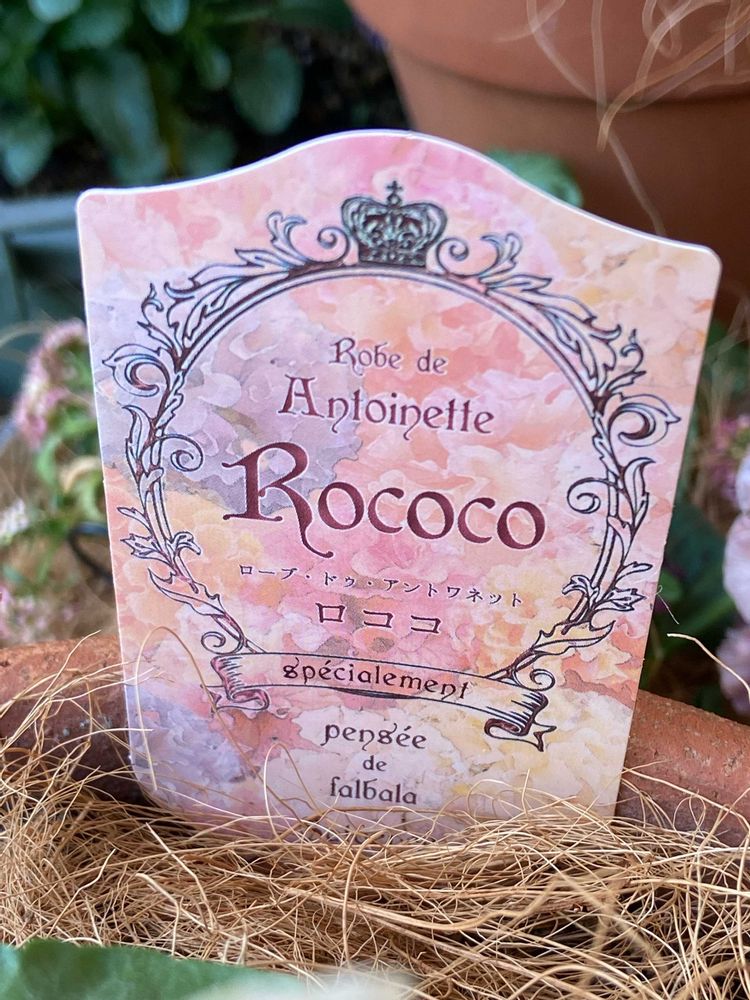 Robe de
Antoinette
Rococo
ローブ・ドゥ・アントワネット
ロココ
spécialement
pensée
de
falbala